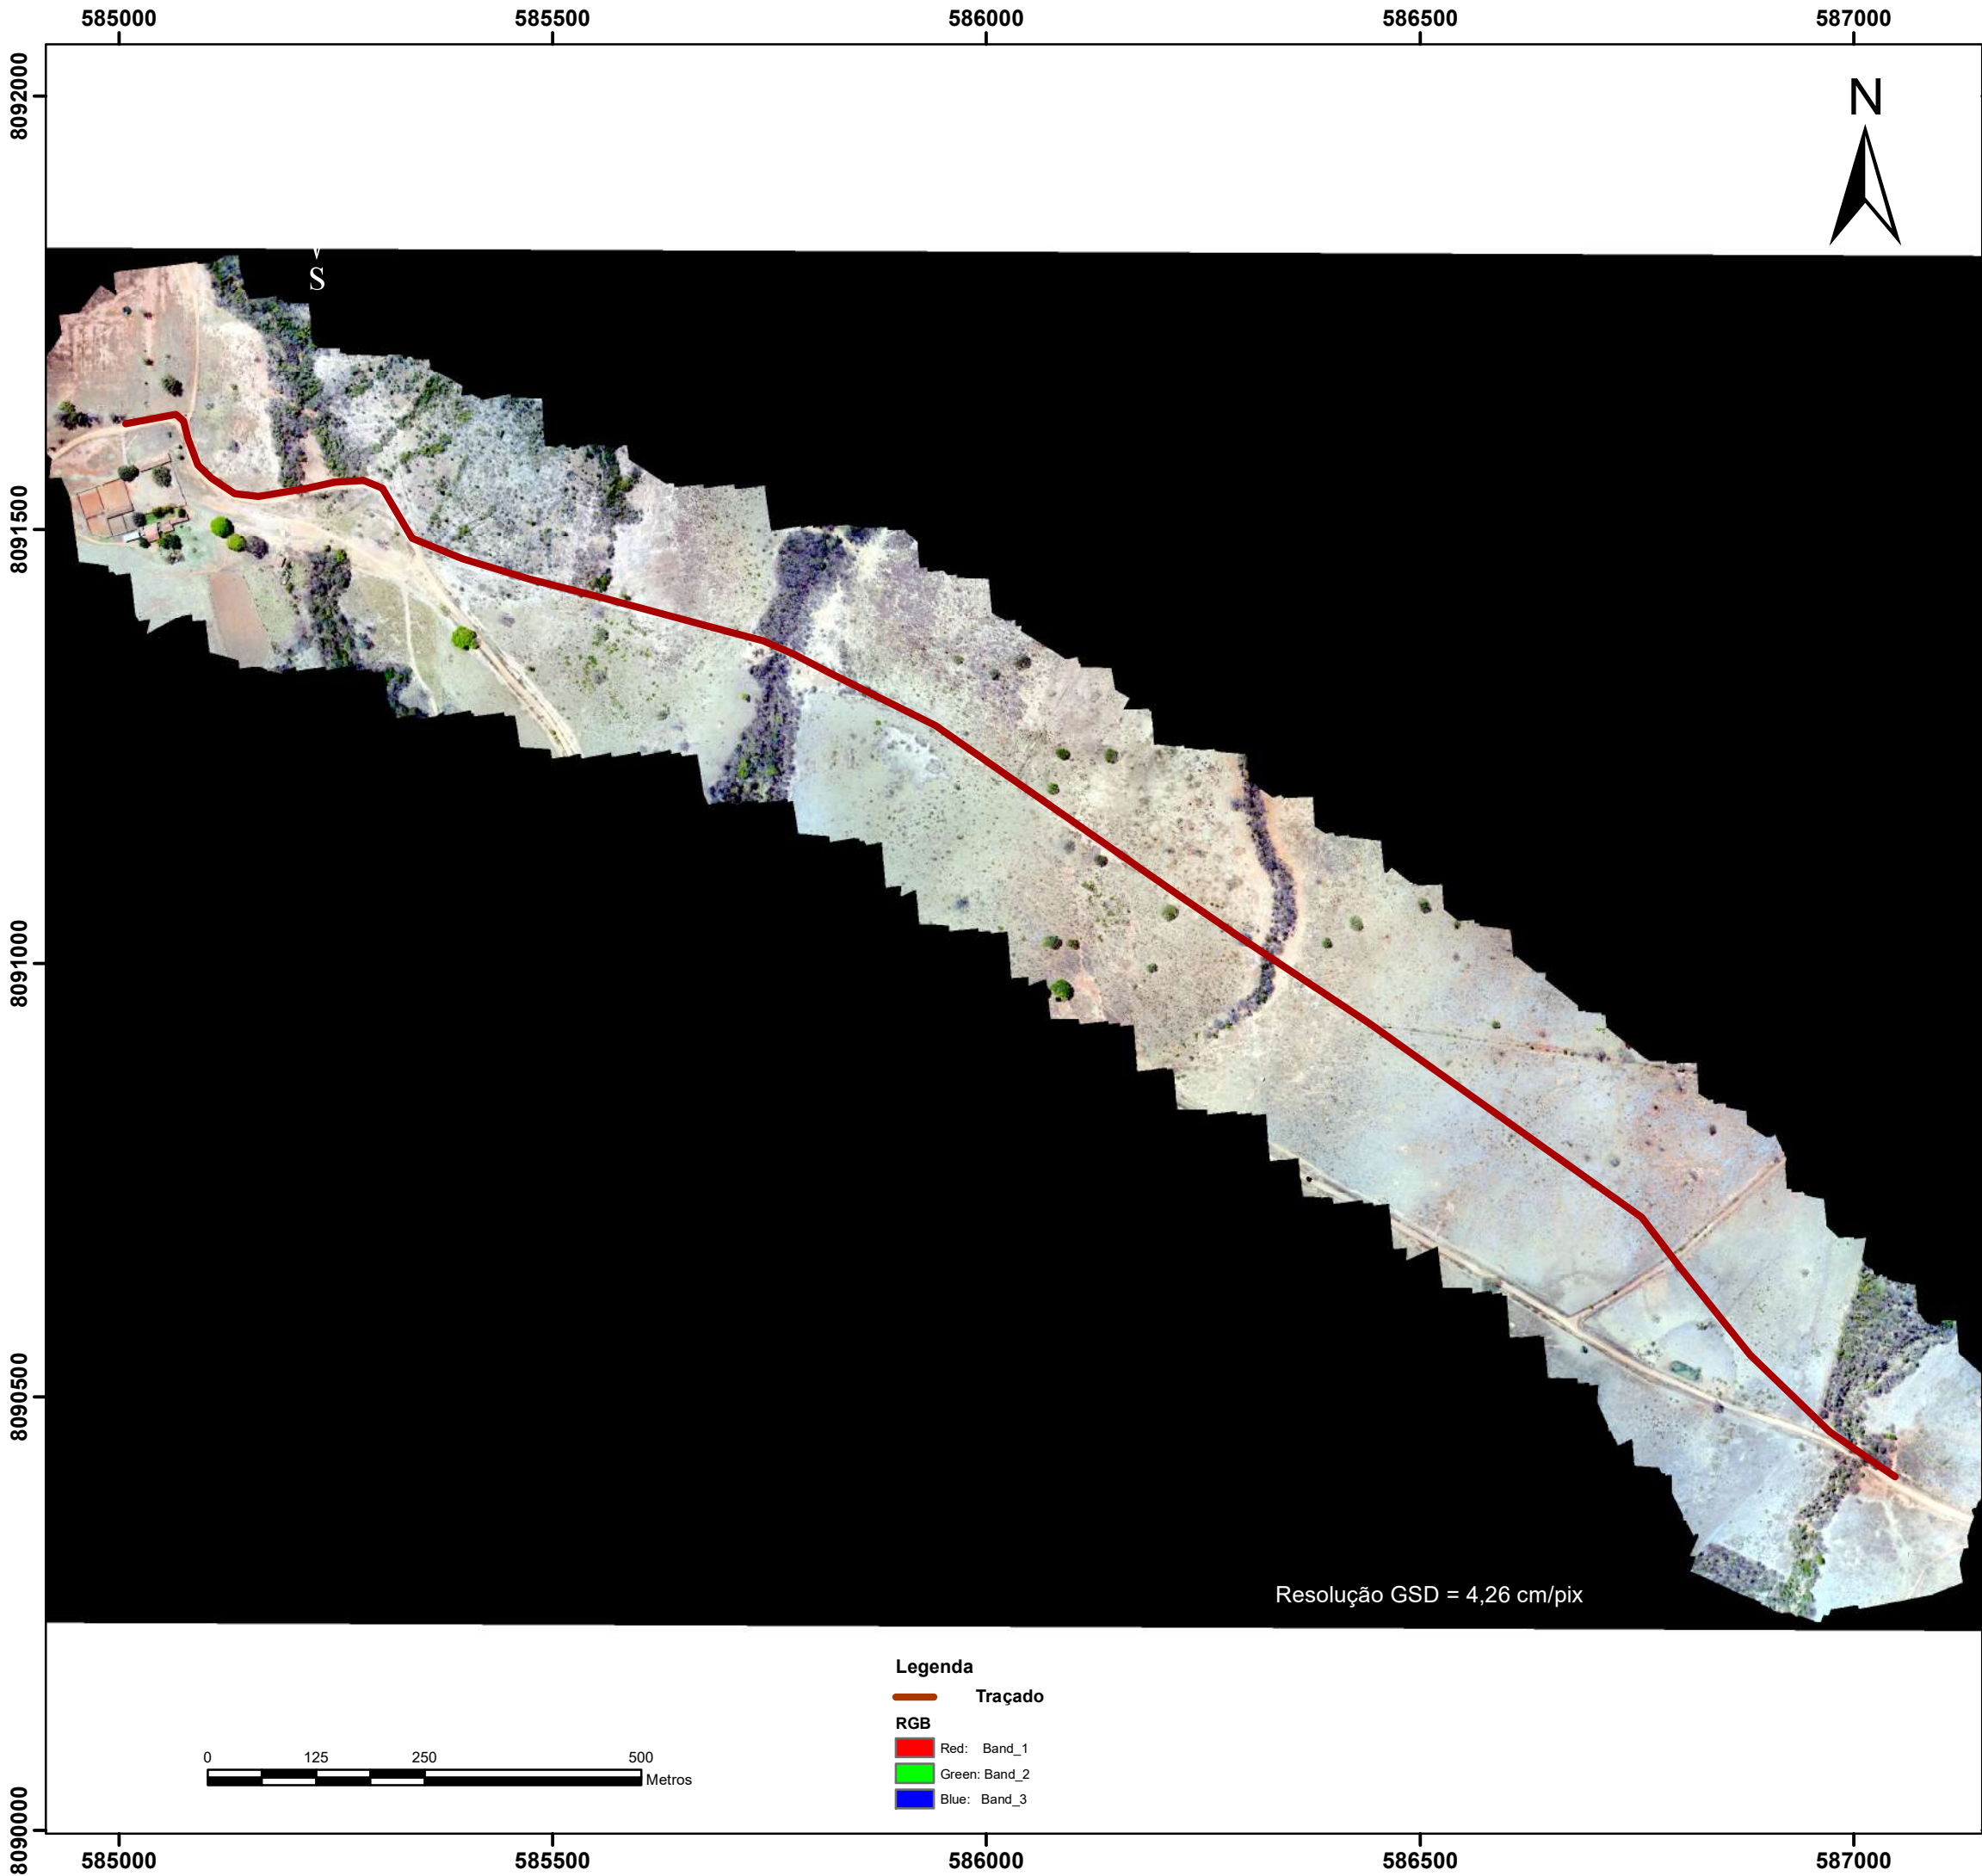 585000 585500 586000 586500 587000
8092000
N
S
8091500
8091000
8090500
Resolução GSD = 4,26 cm/pix
Legenda
Traçado
RGB
Red: Band_1
Green: Band_2
Blue: Band_3
0 125 250 500
Metros
8090000
585000 585500 586000 586500 587000